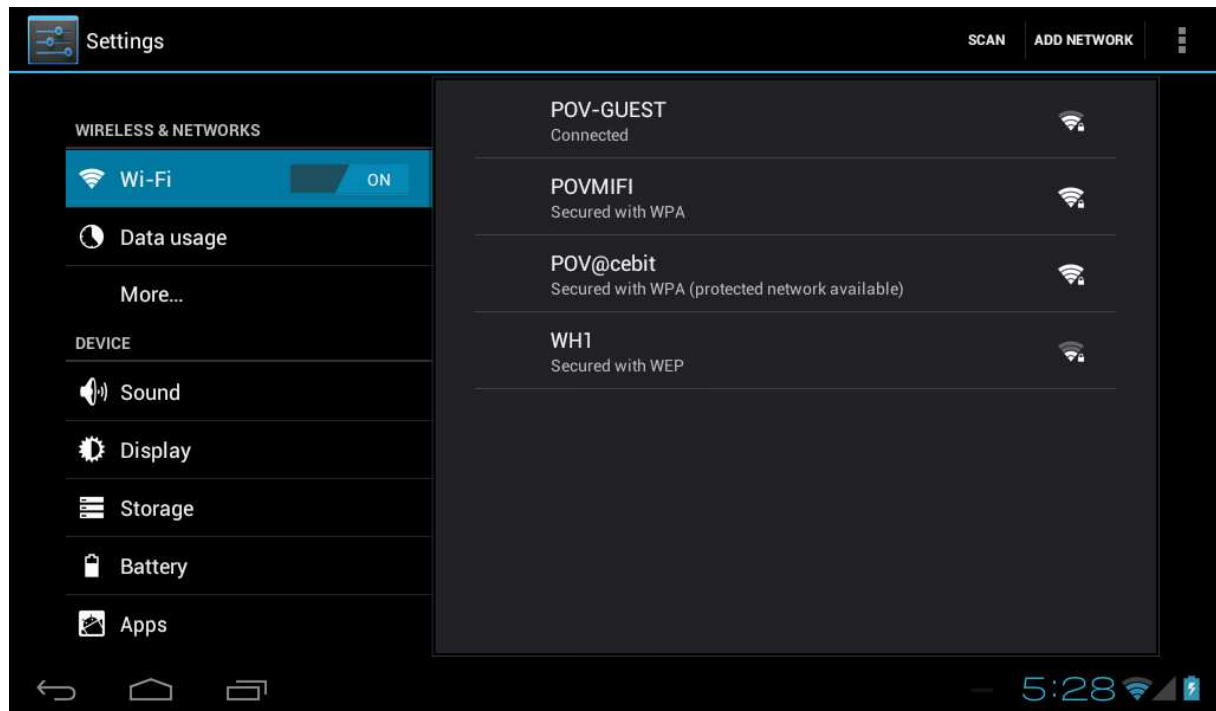 Settings
SCAN
ADD NETWORK
WIRELESS & NETWORKS
Wi-Fi
ON
Data usage
More...
DEVICE
Sound
Display
Storage
Battery
Apps
POV-GUEST
Connected
POVMIFI
Secured with WPA
POV@cebit
Secured with WPA (protected network available)
WH1
Secured with WEP
5:28